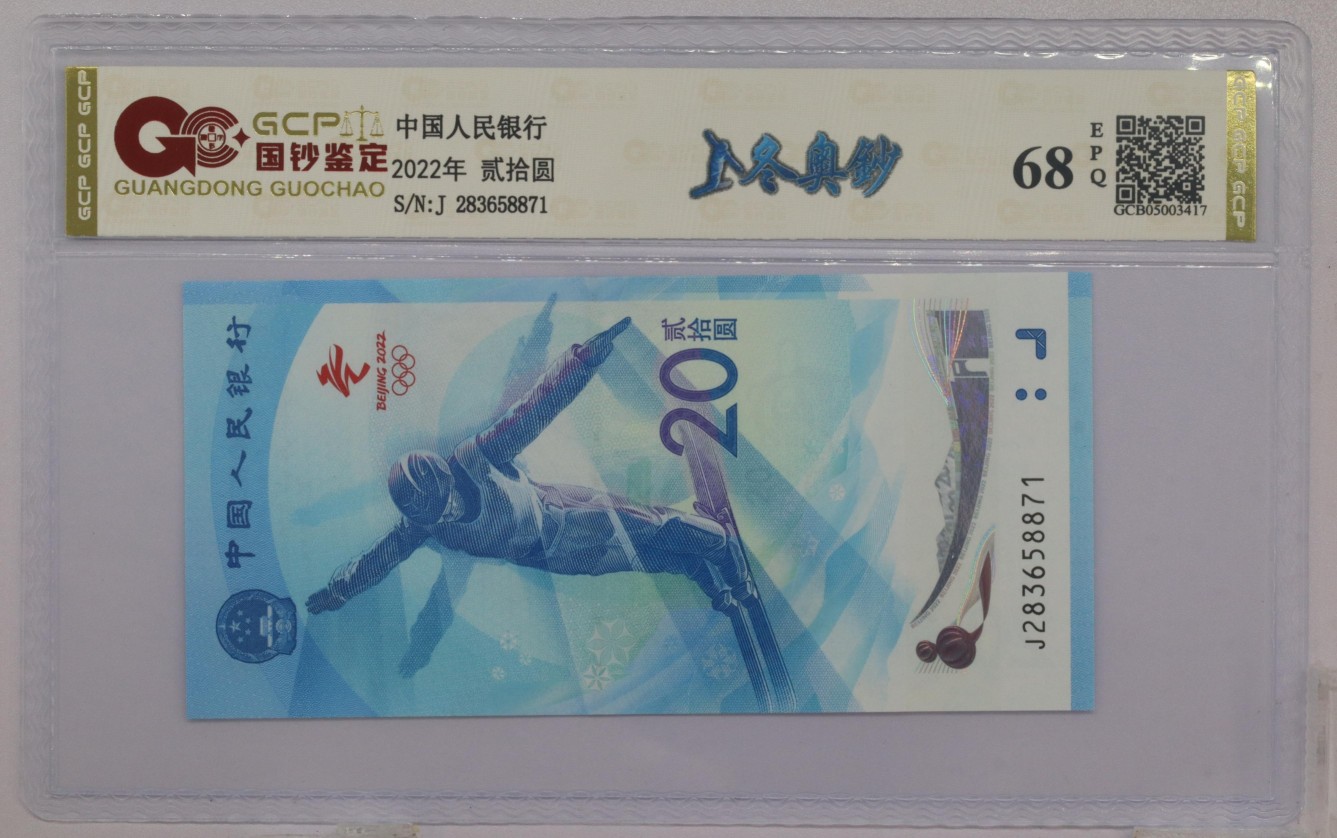 GCP GCP GCP
GCP
国钞鉴定
GUANGDONG GUOCHAO
中国人民银行
2022年 贰拾圆
S/N:J 283658871
冬奥鈔
68
EPQ
GCB05003417
GCP GCP GCP
中国人民银行
BEIJING 2022
贰拾圆
20
J283658871